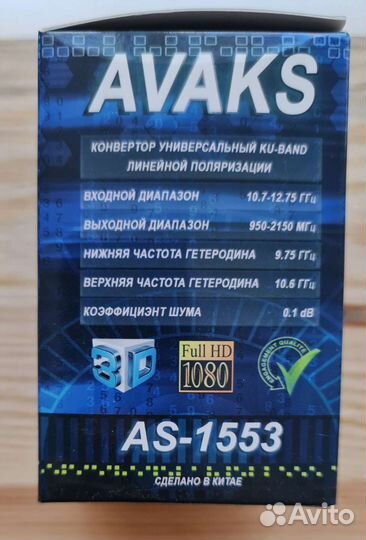 AVAKS
КОНВЕРТОР УНИВЕРСАЛЬНЫЙ KU-BAND
ЛИНЕЙНОЙ ПОЛЯРИЗАЦИИ
ВХОДНОЙ ДИАПАЗОН 10.7-12.75 ГГц
ВЫХОДНОЙ ДИАПАЗОН 950-2150 МГц
НИЖНЯЯ ЧАСТОТА ГЕТЕРОДИНА 9.75 ГГц
ВЕРХНЯЯ ЧАСТОТА ГЕТЕРОДИНА 10.6 ГГц
КОЭФФИЦИЭНТ ШУМА 0.1 dB
3D
Full HD
1080
ENGAGEMENT QUALITE
AS-1553
СДЕЛАНО В КИТАЕ
Avito